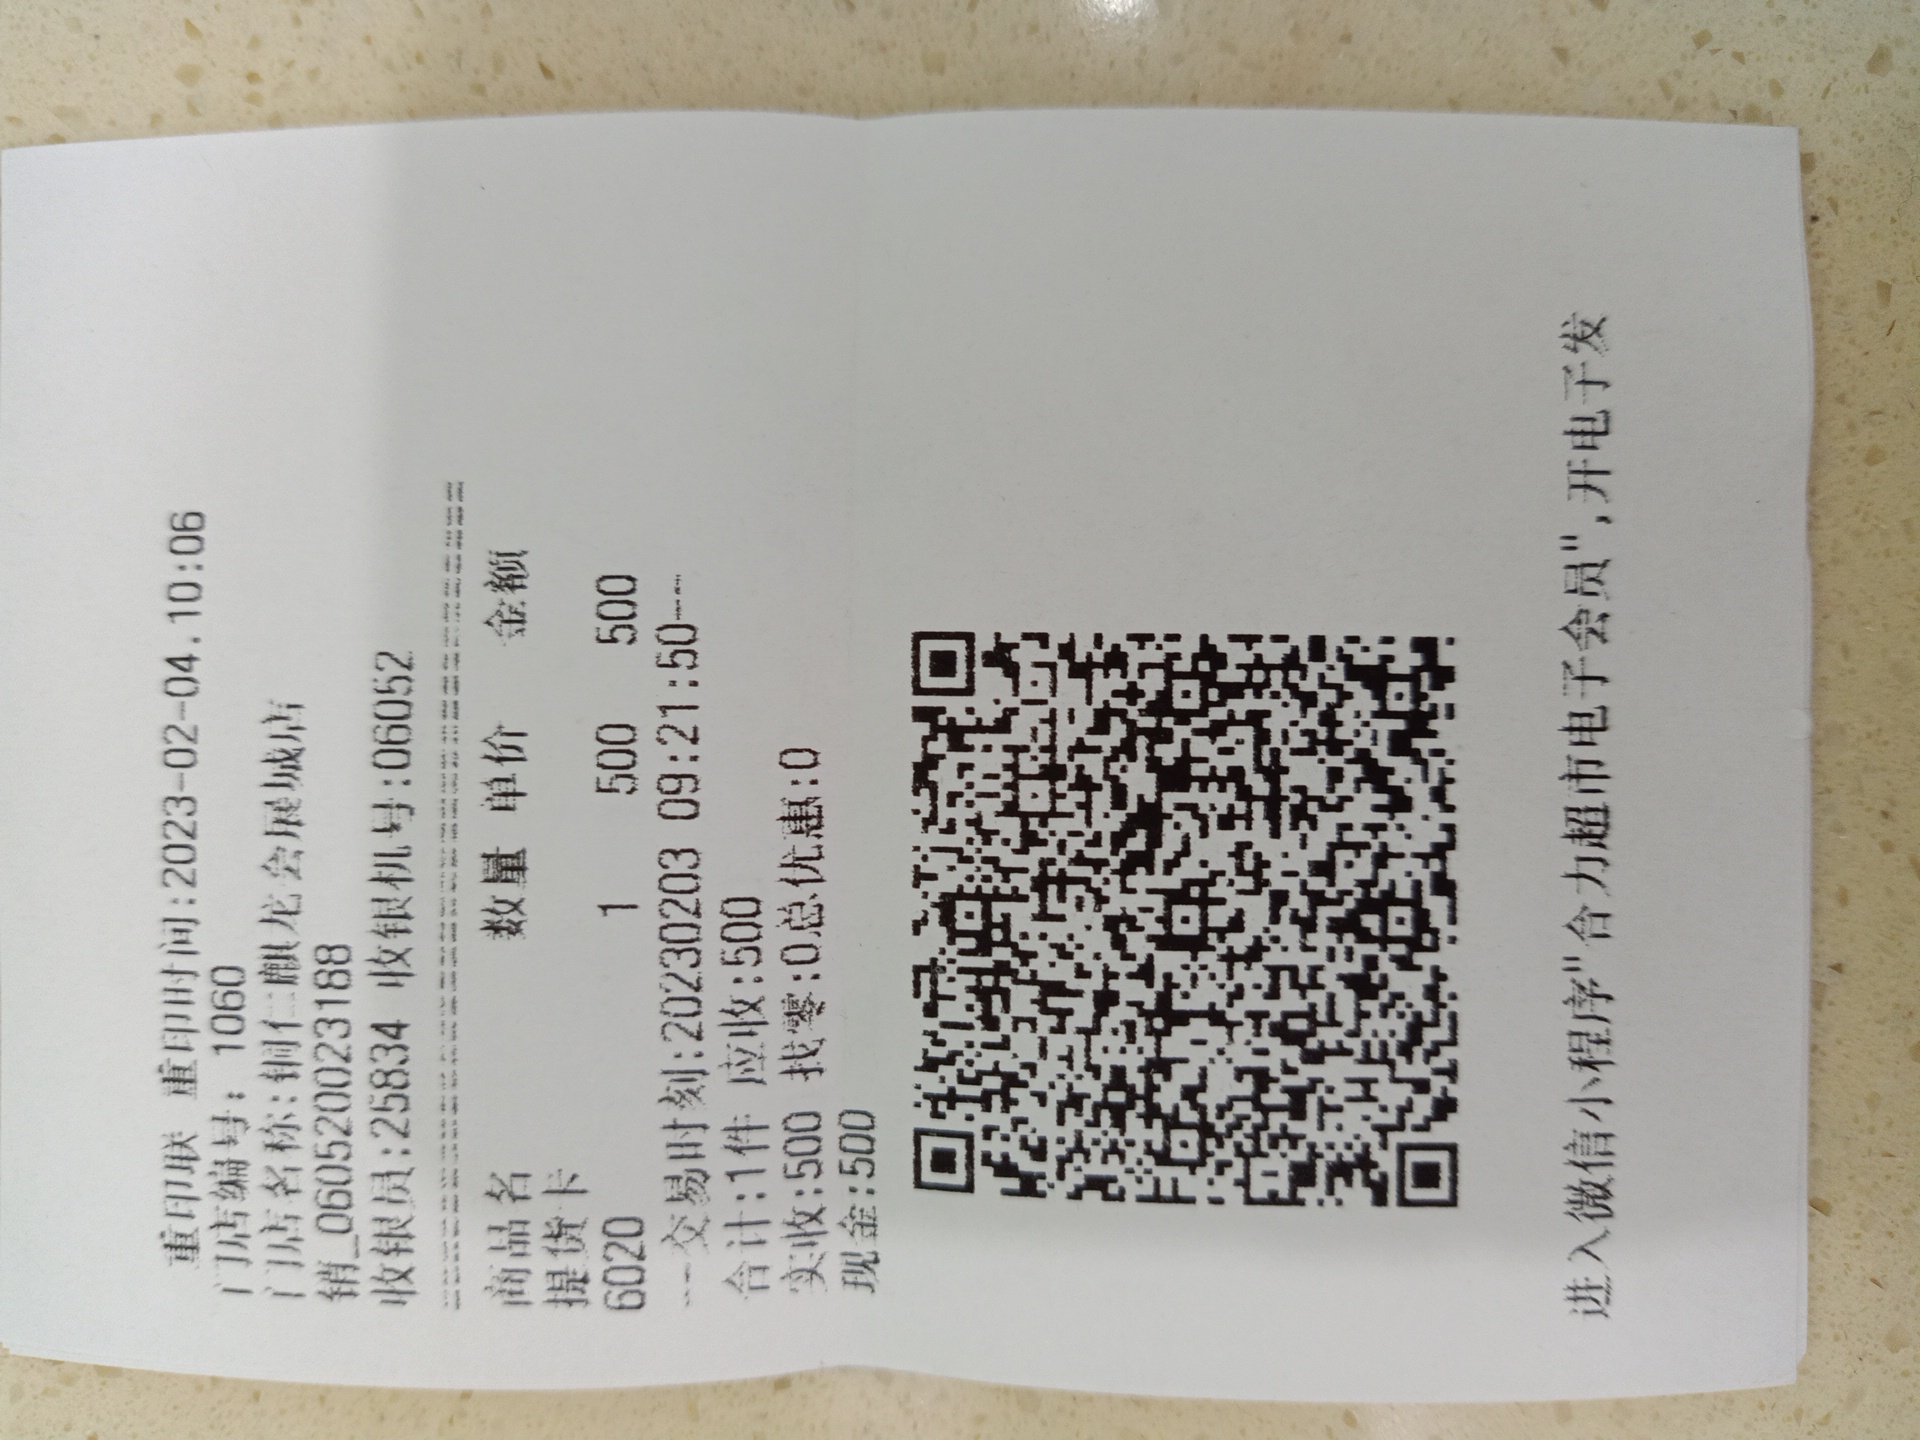 重印联 重印时间:2023-02-04.10:06
门店编号: 1060
门店名称:铜仁麒龙会展城店
销_0605200023188
收银员:25834 收银机号:06052
商品名 数量 单价 金额
提货卡
6020 1 500 500
---交易时刻:20230203 09:21:50---
合计:1件 应收:500
实收:500 找零:0总优惠:0
现金:500
进入微信小程序"合力超市电子会员",开电子发